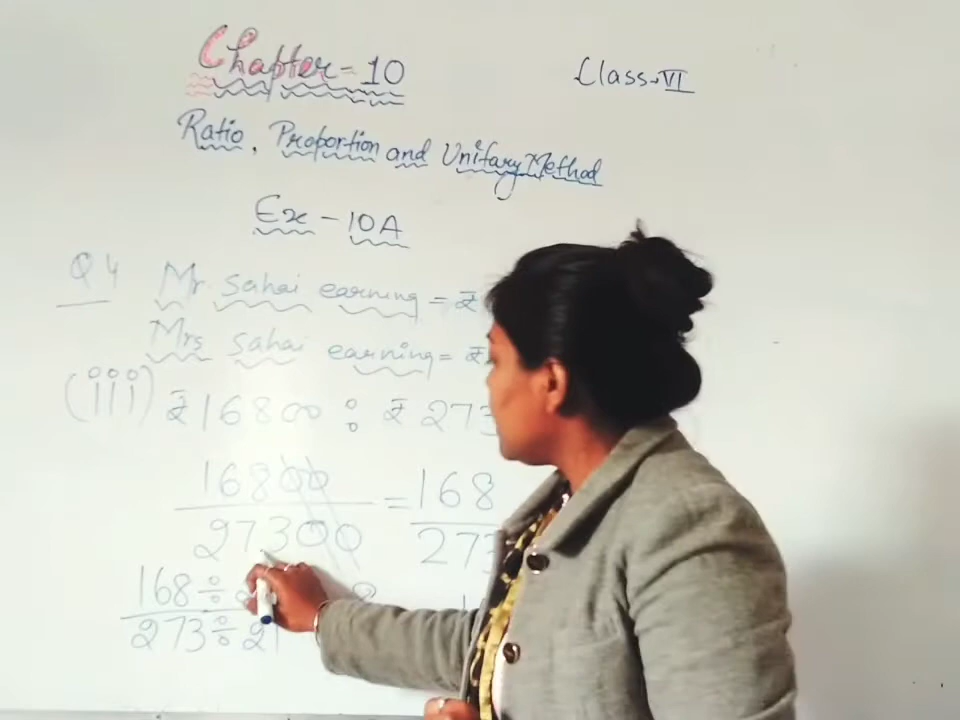 Chapter-10
Class-VI
Ratio, Proportion and Unitary Method
Ex-10A
Q4 Mr. Sahai earning = ₹
Mrs Sahai earning = ₹
(iii) ₹16800 : ₹ 273
16800 = 168
27300 273
168÷
273÷21